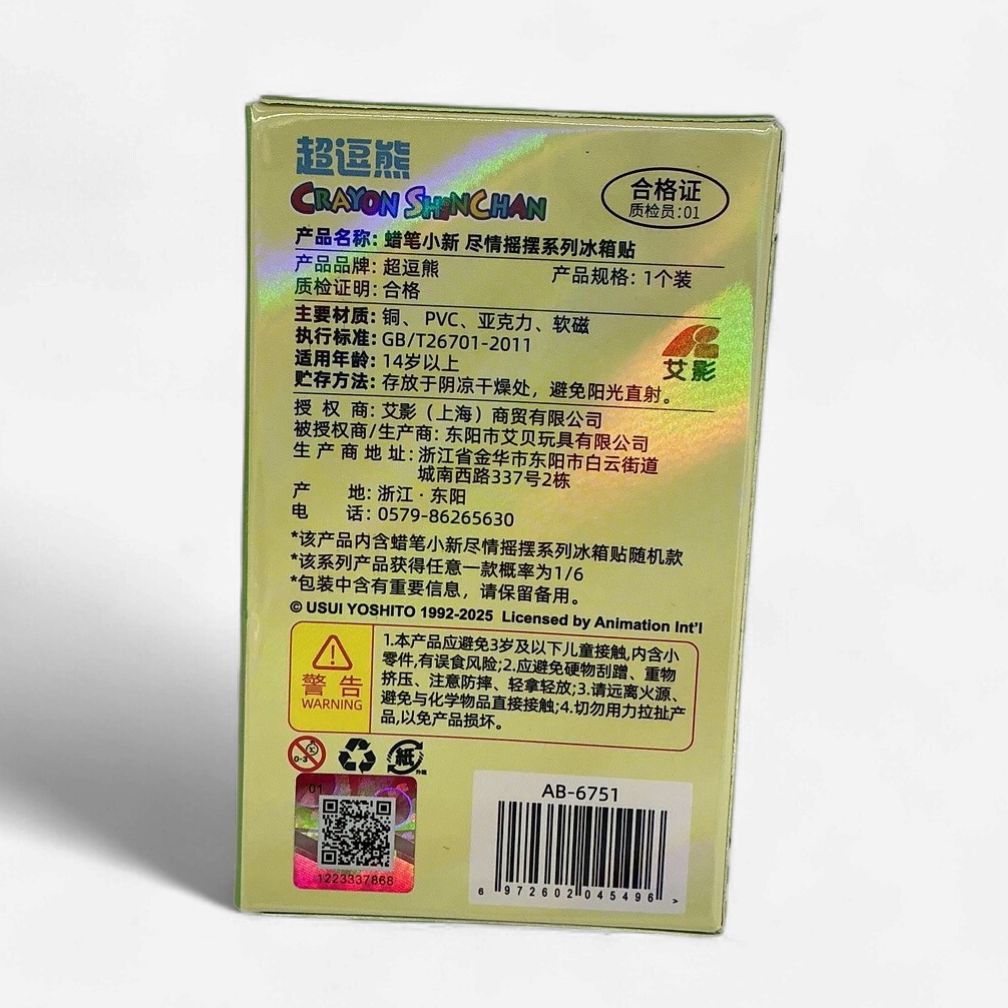 超逗熊
CRAYON SHINCHAN
合格证
质检员:01
产品名称: 蜡笔小新 尽情摇摆系列冰箱贴
产品品牌: 超逗熊 产品规格: 1个装
质检证明: 合格
主要材质: 铜、PVC、亚克力、软磁
执行标准: GB/T26701-2011
适用年龄: 14岁以上
贮存方法: 存放于阴凉干燥处，避免阳光直射。
艾影
授 权 商: 艾影（上海）商贸有限公司
被授权商/生产商: 东阳市艾贝玩具有限公司
生产商地址: 浙江省金华市东阳市白云街道
城南西路337号2栋
产 地: 浙江·东阳
电 话: 0579-86265630
*该产品内含蜡笔小新尽情摇摆系列冰箱贴随机款
*该系列产品获得任意一款概率为1/6
*包装中含有重要信息，请保留备用。
© USUI YOSHITO 1992-2025 Licensed by Animation Int'l
警告
WARNING
1.本产品应避免3岁及以下儿童接触,内含小
零件,有误食风险;2.应避免硬物刮蹭、重物
挤压、注意防摔、轻拿轻放;3.请远离火源、
避免与化学物品直接接触;4.切勿用力拉扯产
品,以免产品损坏。
0-3
紙
外箱
01
1223337868
AB-6751
6 972602 045496 >